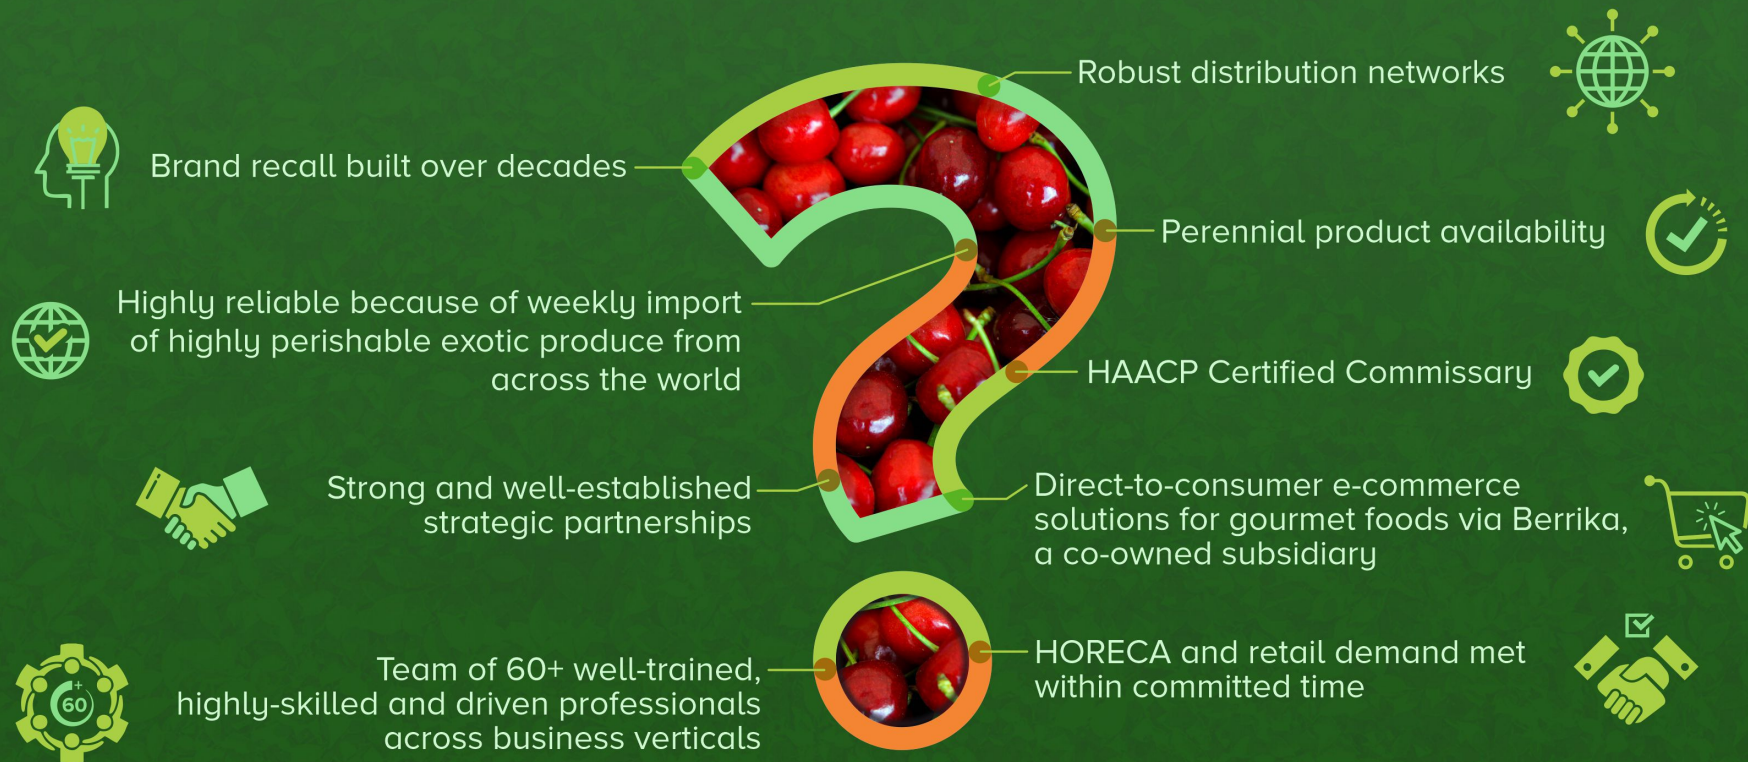 Brand recall built over decades
Highly reliable because of weekly import
of highly perishable exotic produce from
across the world
Strong and well-established
strategic partnerships
60+
Team of 60+ well-trained,
highly-skilled and driven professionals
across business verticals
Robust distribution networks
Perennial product availability
HAACP Certified Commissary
Direct-to-consumer e-commerce
solutions for gourmet foods via Berrika,
a co-owned subsidiary
HORECA and retail demand met
within committed time